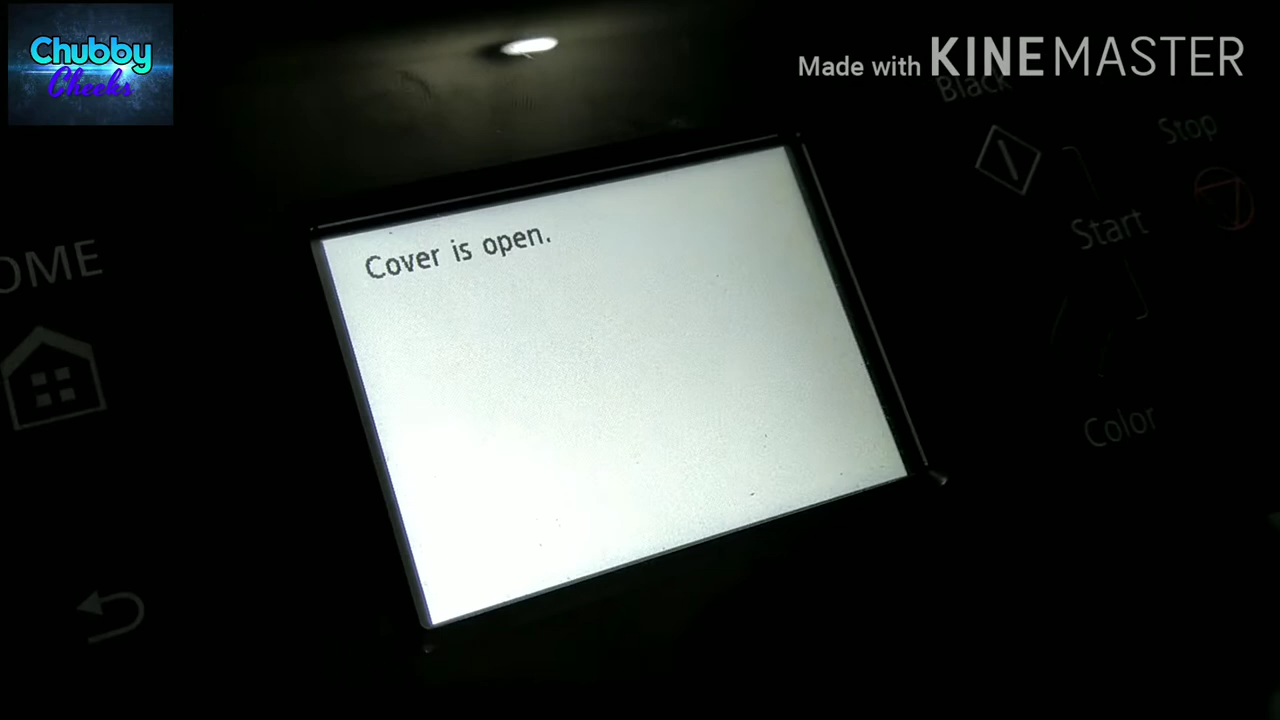 Chubby
Cheeks
Made with KINEMASTER
Black
Stop
Start
OME
Cover is open.
Color